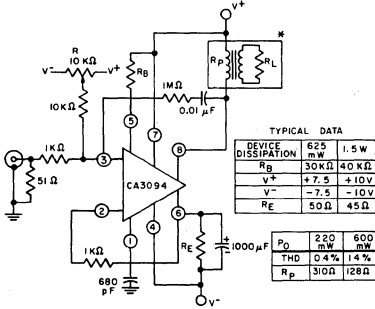 V+
*
R
10 KΩ
V-
V+
RB
RP
RL
1MΩ
0.01 μF
10KΩ
5
7
8
1KΩ
3
51Ω
CA3094
2
6
1
4
1KΩ
RE
1000μF
680
pF
V-
TYPICAL DATA
DEVICE DISSIPATION 625 mW 1.5 W
RB 30KΩ 40 KΩ
V+ +7.5 +10V
V- -7.5 -10V
RE 50Ω 45Ω
PO 220 mW 600 mW
THD 0.4% 1.4%
RP 310Ω 128Ω